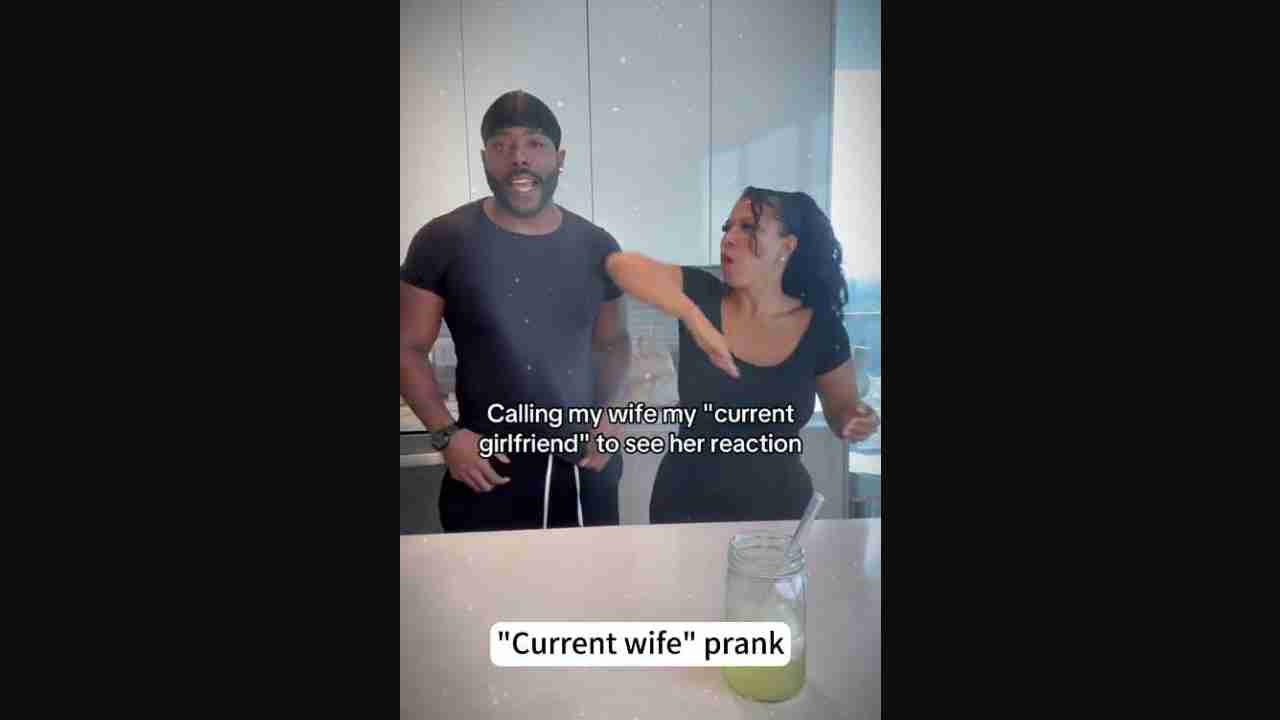 Calling my wife my "current
girlfriend" to see her reaction
"Current wife" prank